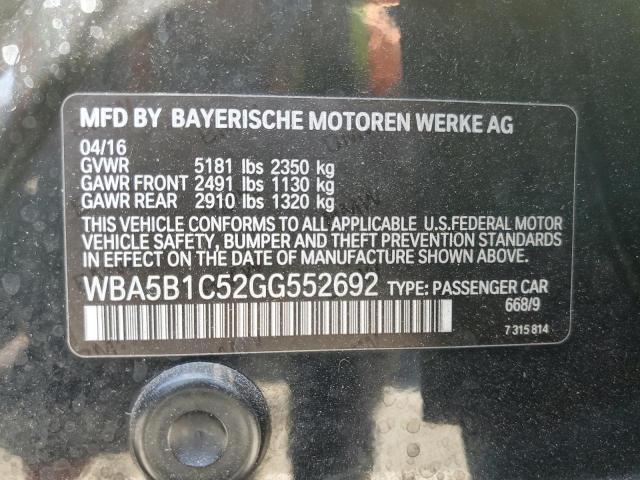 MFD BY BAYERISCHE MOTOREN WERKE AG
04/16
GVWR 5181 lbs 2350 kg
GAWR FRONT 2491 lbs 1130 kg
GAWR REAR 2910 lbs 1320 kg
THIS VEHICLE CONFORMS TO ALL APPLICABLE U.S.FEDERAL MOTOR
VEHICLE SAFETY, BUMPER AND THEFT PREVENTION STANDARDS
IN EFFECT ON THE DATE OF MANUFACTURE SHOWN ABOVE.
WBA5B1C52GG552692 TYPE: PASSENGER CAR
668/9
7 315 814